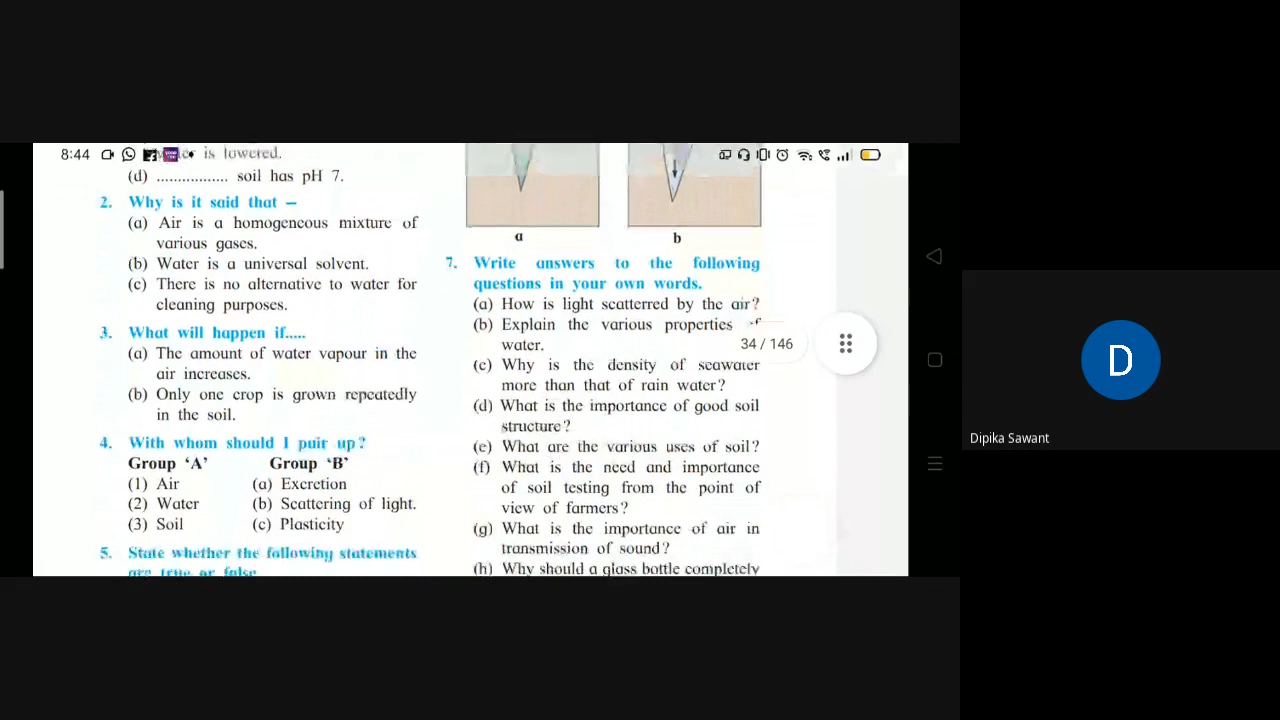 8:44
is lowered.
(d) ................. soil has pH 7.
2. Why is it said that –
(a) Air is a homogeneous mixture of
various gases.
(b) Water is a universal solvent.
(c) There is no alternative to water for
cleaning purposes.
3. What will happen if.....
(a) The amount of water vapour in the
air increases.
(b) Only one crop is grown repeatedly
in the soil.
4. With whom should I pair up?
Group ‘A’ Group ‘B’
(1) Air (a) Excretion
(2) Water (b) Scattering of light.
(3) Soil (c) Plasticity
5. State whether the following statements
are true or false
a b
7. Write answers to the following
questions in your own words.
(a) How is light scatterred by the air?
(b) Explain the various properties of
water.
(c) Why is the density of seawater
more than that of rain water?
(d) What is the importance of good soil
structure?
(e) What are the various uses of soil?
(f) What is the need and importance
of soil testing from the point of
view of farmers?
(g) What is the importance of air in
transmission of sound?
(h) Why should a glass bottle completely
34 / 146
D
Dipika Sawant